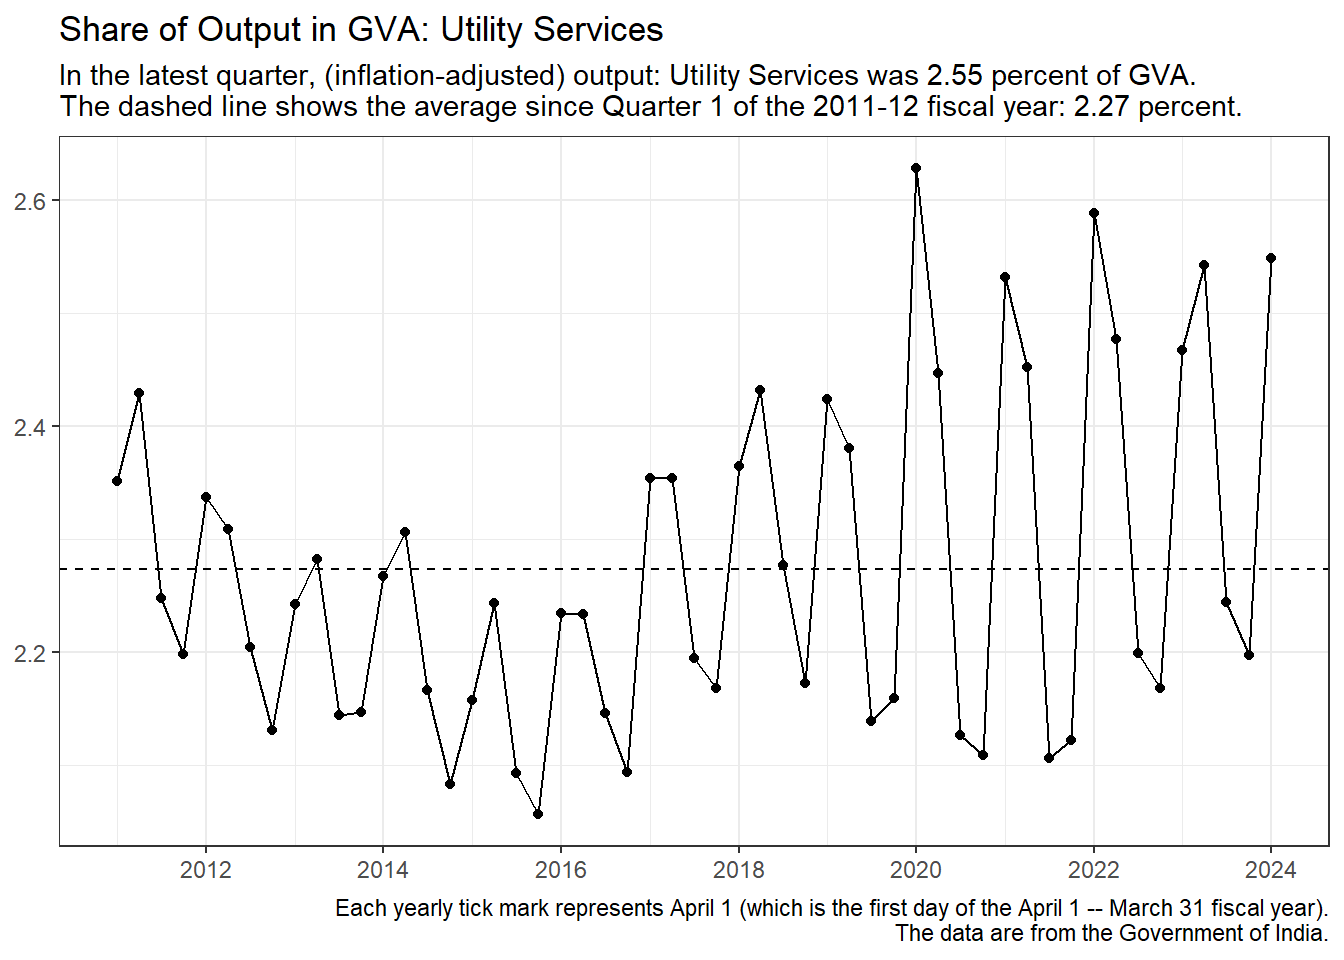 Share of Output in GVA: Utility Services
In the latest quarter, (inflation-adjusted) output: Utility Services was 2.55 percent of GVA.
The dashed line shows the average since Quarter 1 of the 2011-12 fiscal year: 2.27 percent.
2.6
2.4
2.2
2012 2014 2016 2018 2020 2022 2024
Each yearly tick mark represents April 1 (which is the first day of the April 1 -- March 31 fiscal year).
The data are from the Government of India.